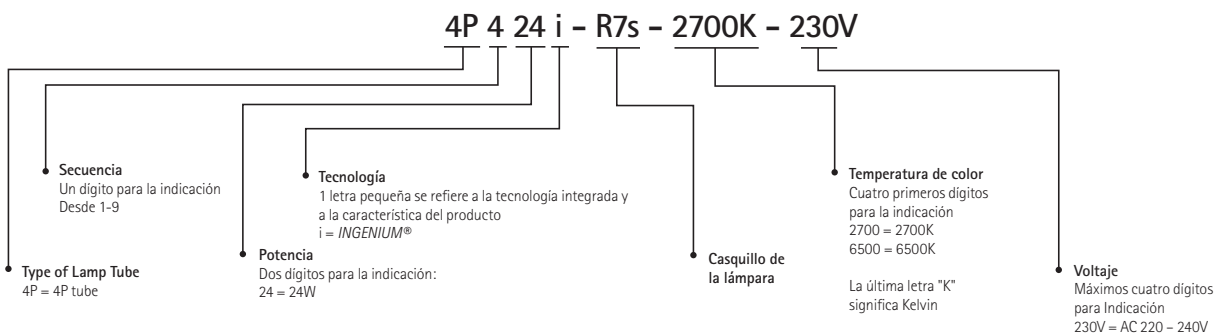 4P 4 24 i – R7s – 2700K – 230V
Secuencia
Un dígito para la indicación
Desde 1-9
Tecnología
1 letra pequeña se refiere a la tecnología integrada y
a la característica del producto
i = INGENIUM®
Temperatura de color
Cuatro primeros dígitos
para la indicación
2700 = 2700K
6500 = 6500K
La última letra "K"
significa Kelvin
Type of Lamp Tube
4P = 4P tube
Potencia
Dos dígitos para la indicación:
24 = 24W
Casquillo de
la lámpara
Voltaje
Máximos cuatro dígitos
para Indicación
230V = AC 220 – 240V